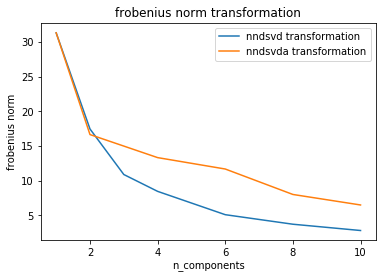 frobenius norm transformation
nndsvd transformation
nndsvda transformation
frobenius norm
30
25
20
15
10
5
2
4
6
8
10
n_components